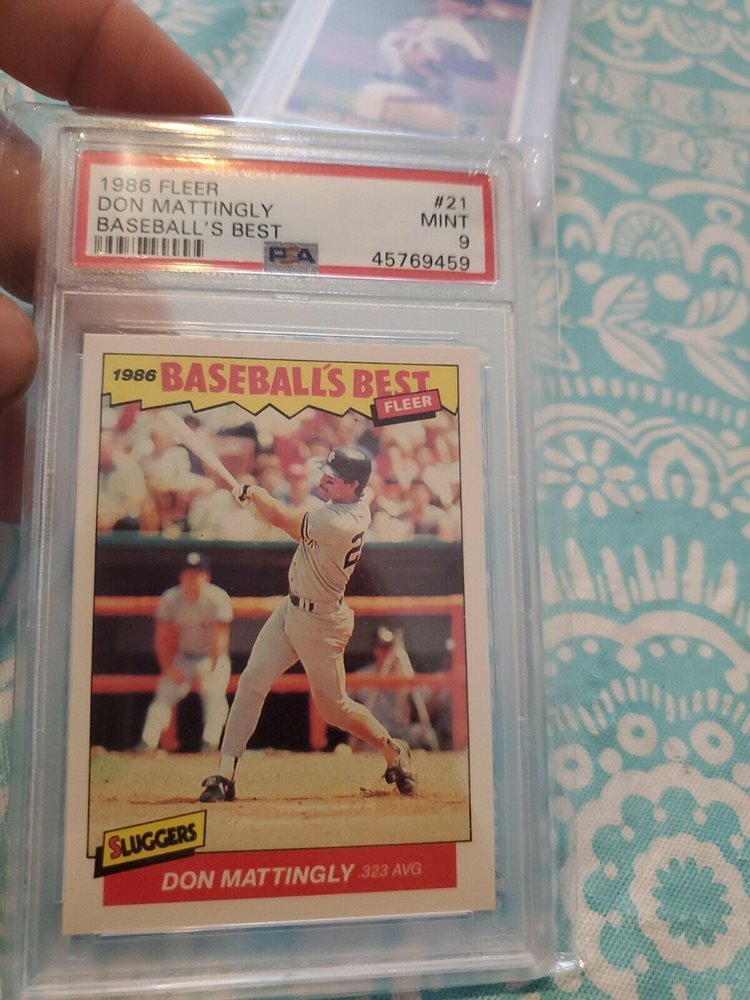 1986 FLEER #21
DON MATTINGLY MINT
BASEBALL'S BEST 9
PSA 45769459
1986 BASEBALL'S BEST
FLEER
2
SLUGGERS
DON MATTINGLY .323 AVG